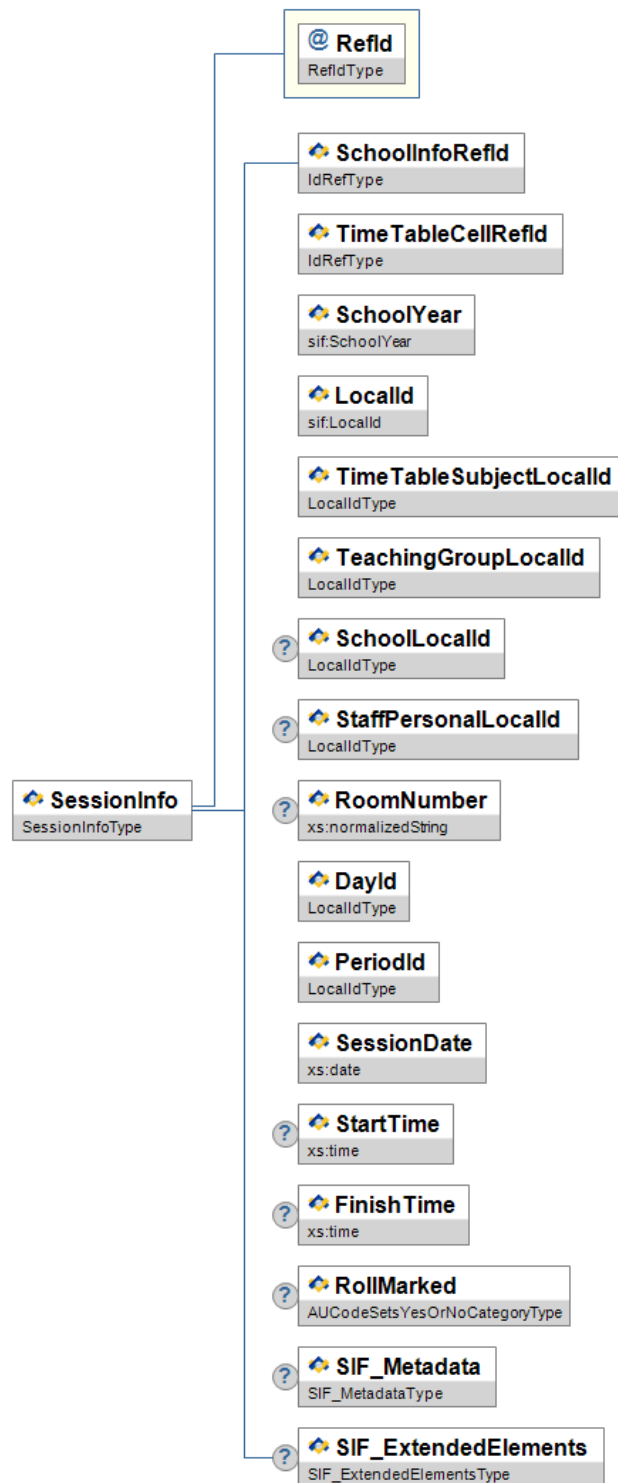 @ RefId
RefIdType
SchoolInfoRefId
IdRefType
TimeTableCellRefId
IdRefType
SchoolYear
sif:SchoolYear
LocalId
sif:LocalId
TimeTableSubjectLocalId
LocalIdType
TeachingGroupLocalId
LocalIdType
? SchoolLocalId
LocalIdType
? StaffPersonalLocalId
LocalIdType
SessionInfo
SessionInfoType
? RoomNumber
xs:normalizedString
DayId
LocalIdType
PeriodId
LocalIdType
SessionDate
xs:date
? StartTime
xs:time
? FinishTime
xs:time
? RollMarked
AUCodeSetsYesOrNoCategoryType
? SIF_Metadata
SIF_MetadataType
? SIF_ExtendedElements
SIF_ExtendedElementsType